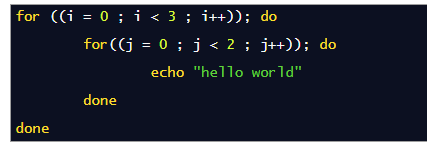 for ((i = 0 ; i < 3 ; i++)); do
for((j = 0 ; j < 2 ; j++)); do
echo "hello world"
done
done